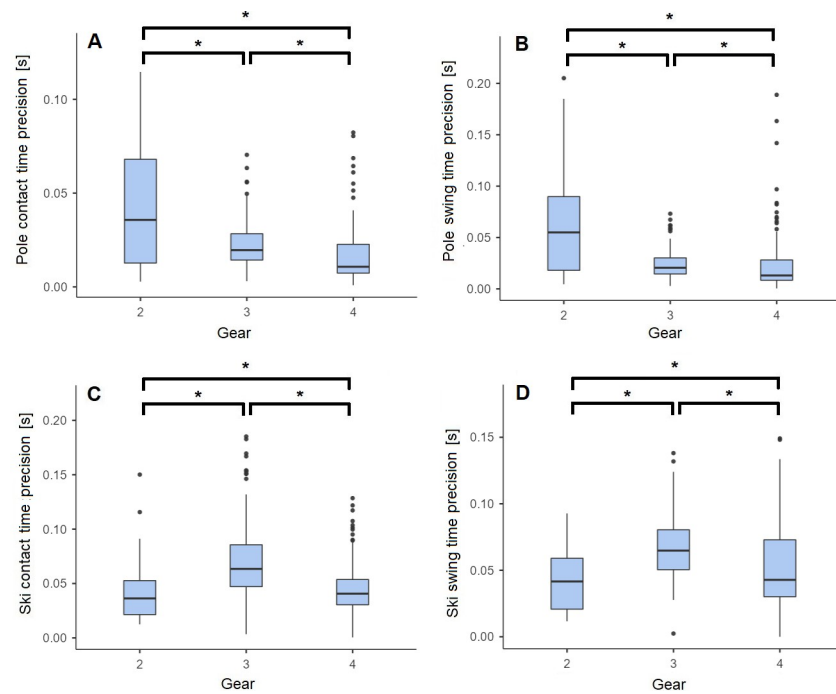 A
Pole contact time precision [s]
0.10
0.05
0.00
* 
* *
2 3 4
Gear
B
Pole swing time precision [s]
0.20
0.15
0.10
0.05
0.00
*
* *
2 3 4
Gear
C
Ski contact time precision [s]
0.20
0.15
0.10
0.05
0.00
*
* *
2 3 4
Gear
D
Ski swing time precision [s]
0.15
0.10
0.05
0.00
*
* *
2 3 4
Gear